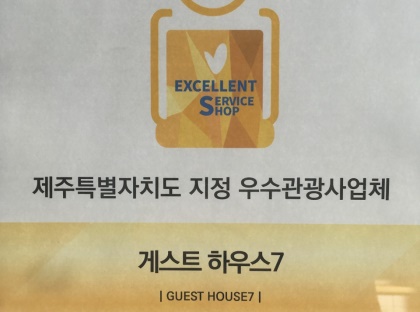 EXCELLENT
SERVICE
SHOP
제주특별자치도 지정 우수관광사업체
게스트 하우스7
| GUEST HOUSE7 |